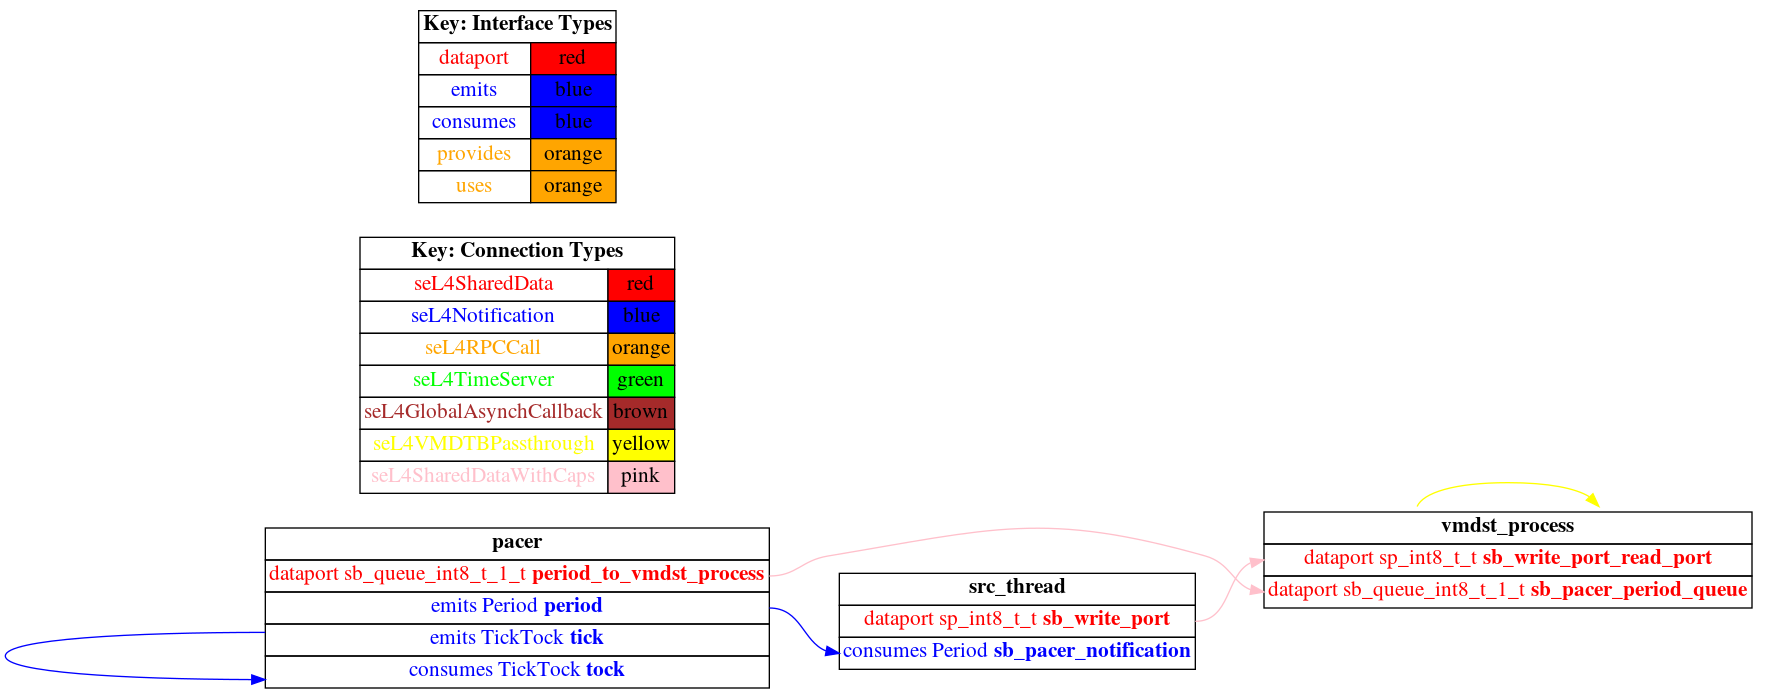 Key: Interface Types
dataport red
emits blue
consumes blue
provides orange
uses orange
Key: Connection Types
seL4SharedData red
seL4Notification blue
seL4RPCCall orange
seL4TimeServer green
seL4GlobalAsynchCallback brown
seL4VMDTBPassthrough yellow
seL4SharedDataWithCaps pink
pacer
dataport sb_queue_int8_t_1_t period_to_vmdst_process
emits Period period
emits TickTock tick
consumes TickTock tock
src_thread
dataport sp_int8_t_t sb_write_port
consumes Period sb_pacer_notification
vmdst_process
dataport sp_int8_t_t sb_write_port_read_port
dataport sb_queue_int8_t_1_t sb_pacer_period_queue